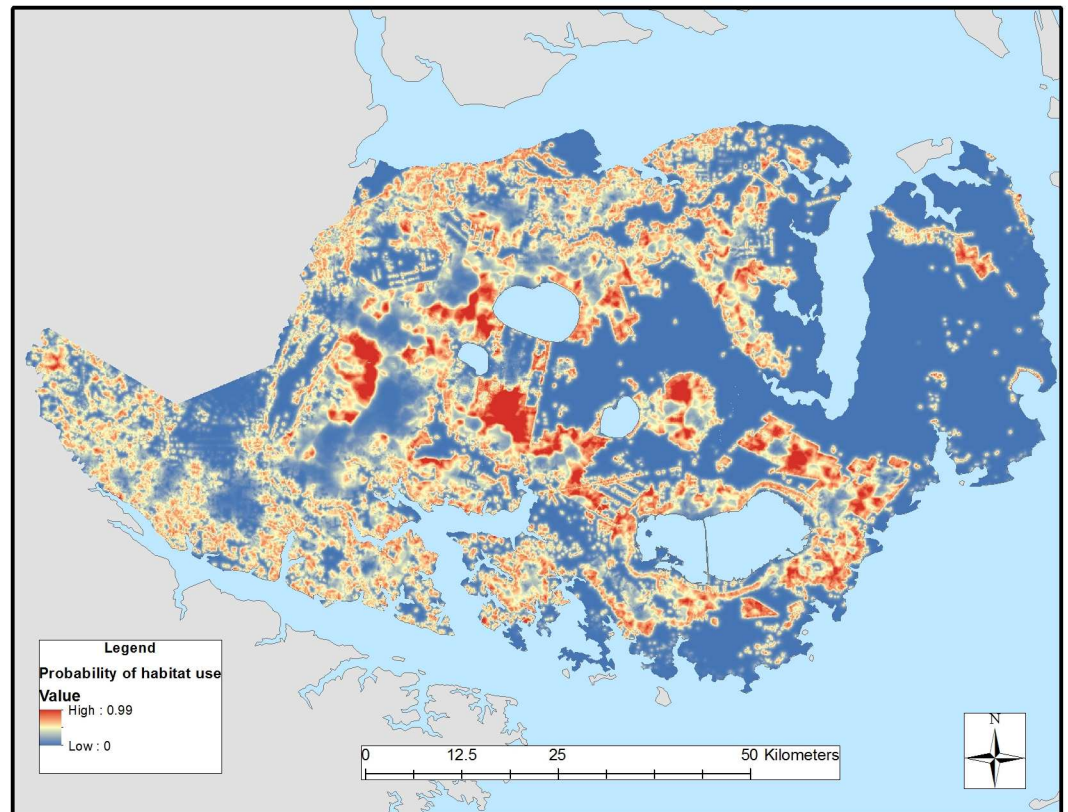 Legend
Probability of habitat use
Value
High : 0.99
Low : 0
0 12.5 25 50 Kilometers
N